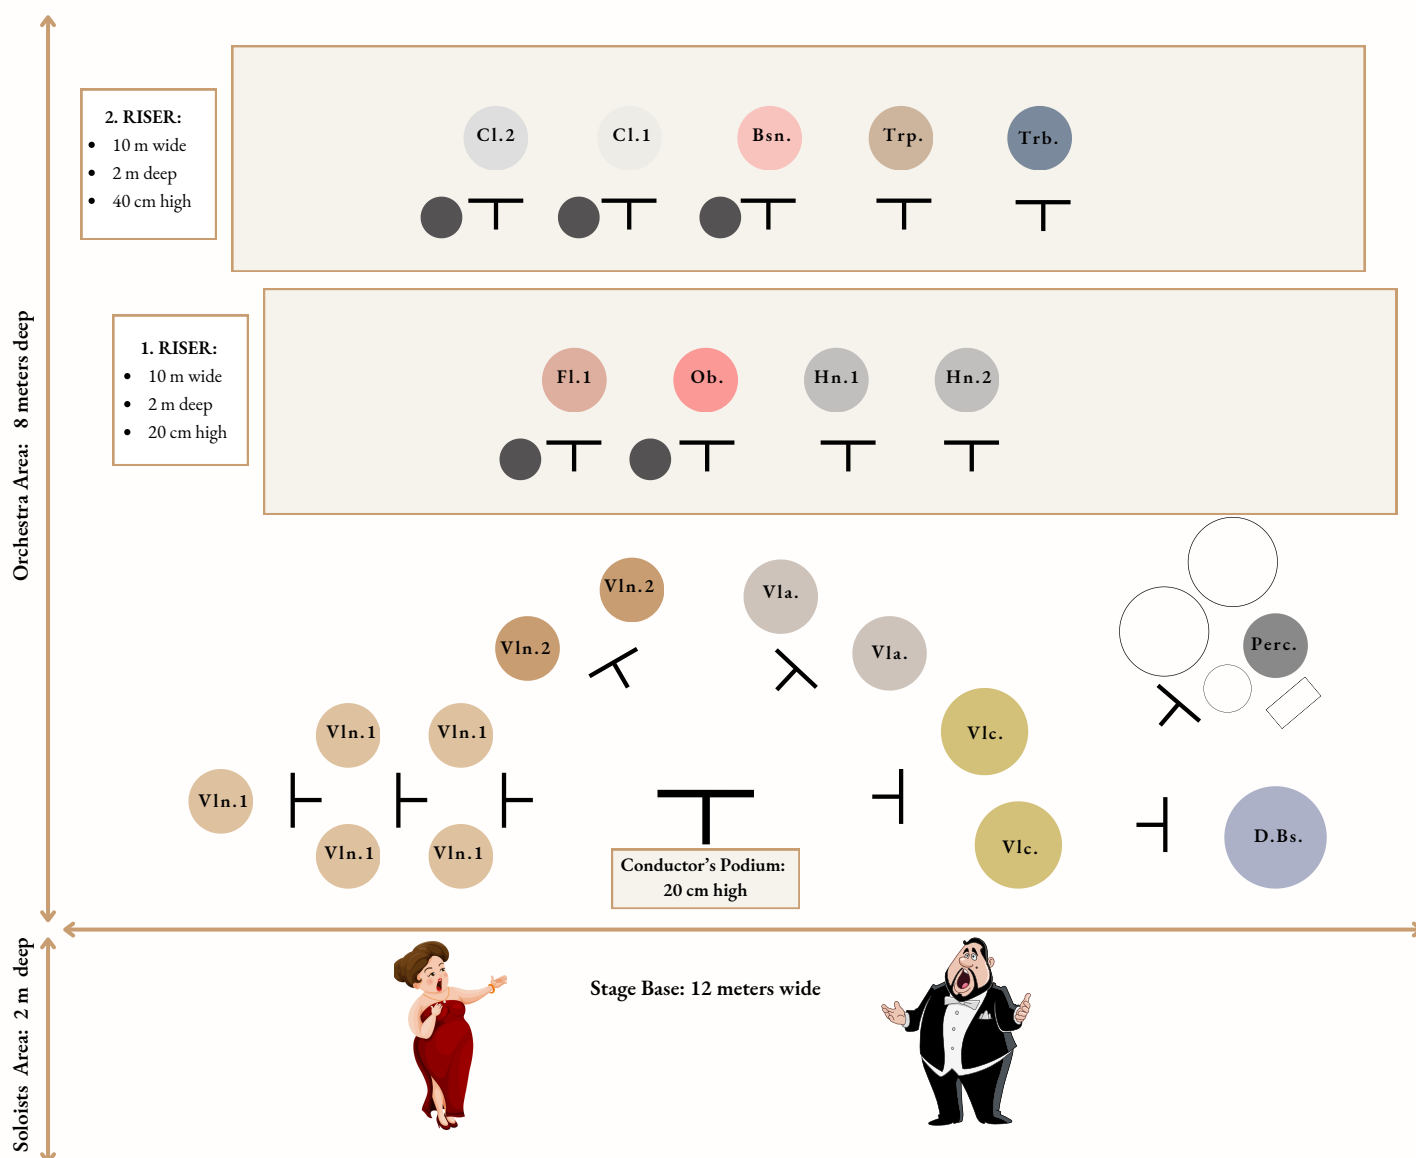 2. RISER:
10 m wide
2 m deep
40 cm high
Cl.2
Cl.1
Bsn.
Trp.
Trb.
1. RISER:
10 m wide
2 m deep
20 cm high
Fl.1
Ob.
Hn.1
Hn.2
Orchestra Area: 8 meters deep
Vln.2
Vla.
Vln.2
Vla.
Perc.
Vln.1
Vln.1
Vlc.
Vln.1
Vln.1
Vln.1
Vlc.
D.Bs.
Conductor’s Podium:
20 cm high
Soloists Area: 2 m deep
Stage Base: 12 meters wide